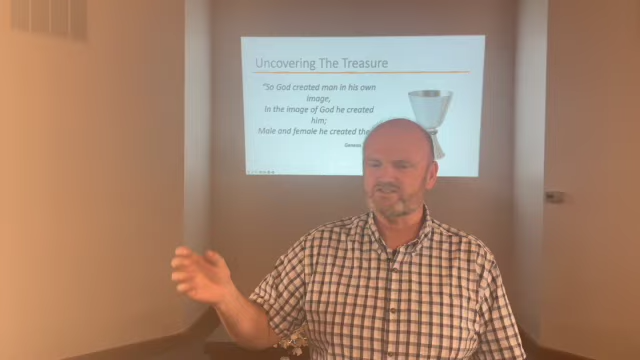 Uncovering The Treasure
"So God created man in his own
image,
In the image of God he created
him;
Male and female he created
Genesis